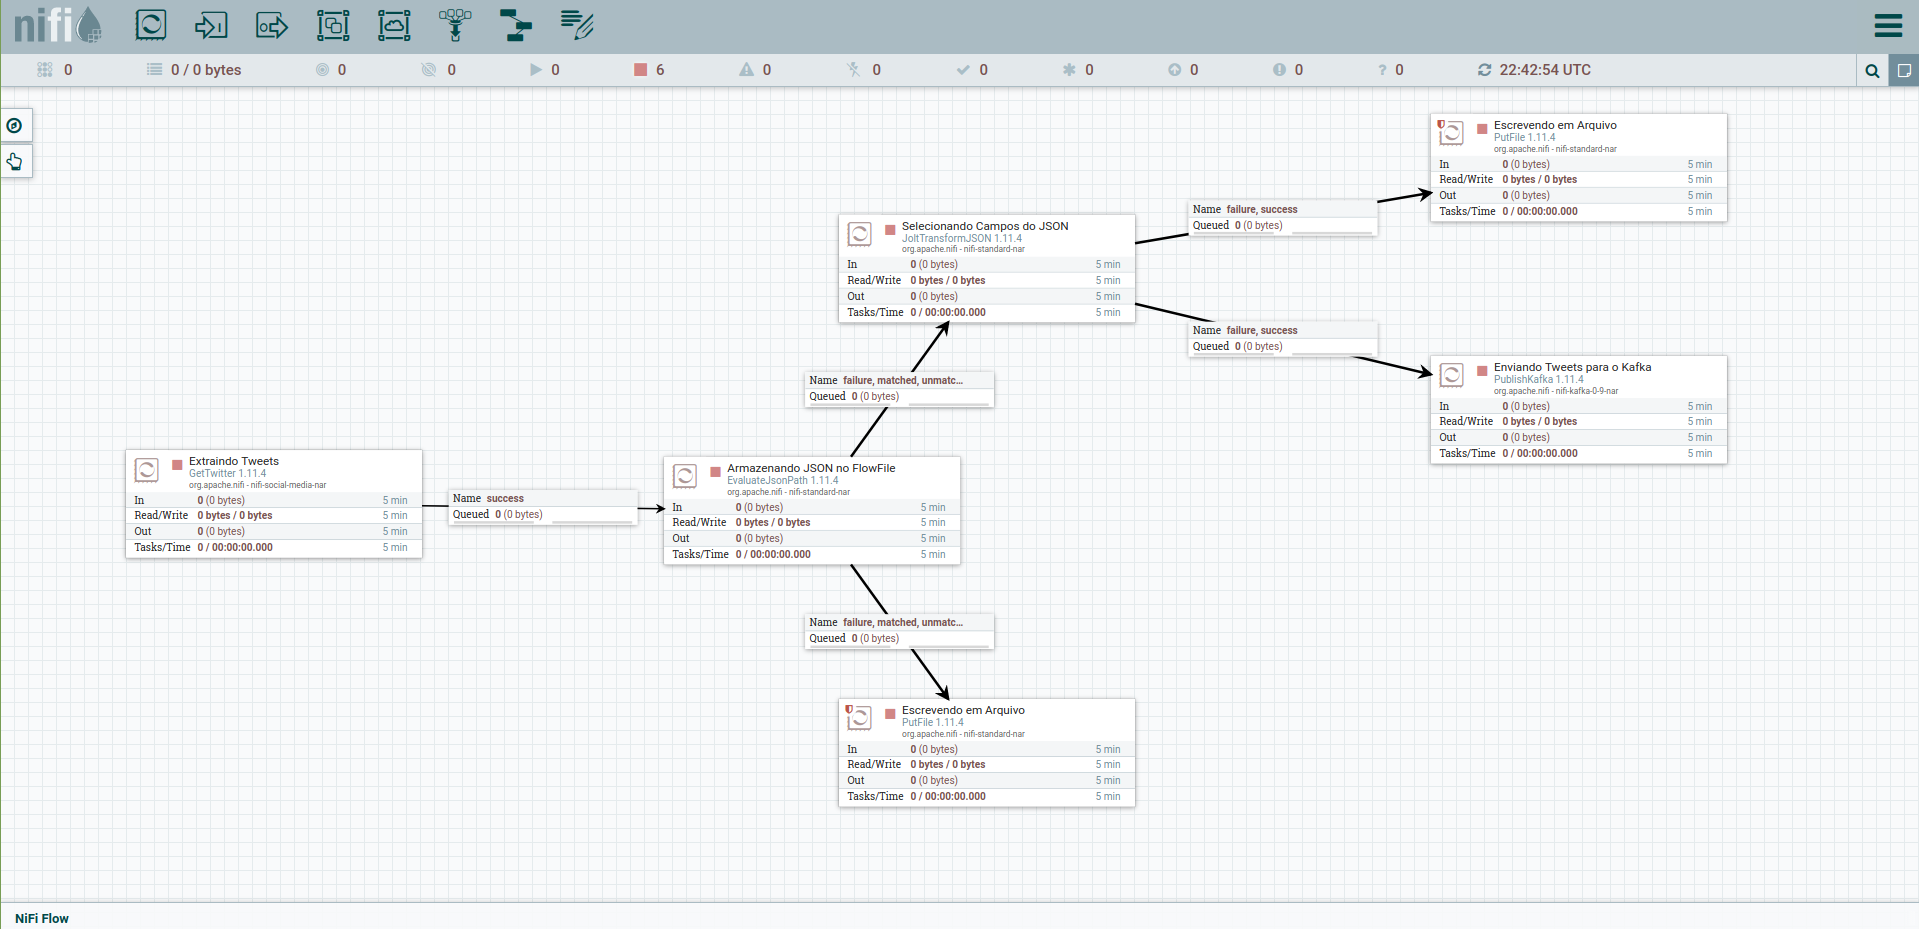 nifi
0
0 / 0 bytes
0
0
0
6
0
0
0
0
0
0
? 0
22:42:54 UTC
Escrevendo em Arquivo
PutFile 1.11.4
org.apache.nifi - nifi-standard-nar
In 0 (0 bytes) 5 min
Read/Write 0 bytes / 0 bytes 5 min
Out 0 (0 bytes) 5 min
Tasks/Time 0 / 00:00:00.000 5 min
Name failure, success
Queued 0 (0 bytes)
Selecionando Campos do JSON
JoltTransformJSON 1.11.4
org.apache.nifi - nifi-standard-nar
In 0 (0 bytes) 5 min
Read/Write 0 bytes / 0 bytes 5 min
Out 0 (0 bytes) 5 min
Tasks/Time 0 / 00:00:00.000 5 min
Name failure, success
Queued 0 (0 bytes)
Enviando Tweets para o Kafka
PublishKafka 1.11.4
org.apache.nifi - nifi-kafka-0-9-nar
In 0 (0 bytes) 5 min
Read/Write 0 bytes / 0 bytes 5 min
Out 0 (0 bytes) 5 min
Tasks/Time 0 / 00:00:00.000 5 min
Name failure, matched, unmatc...
Queued 0 (0 bytes)
Extraindo Tweets
GetTwitter 1.11.4
org.apache.nifi - nifi-social-media-nar
In 0 (0 bytes) 5 min
Read/Write 0 bytes / 0 bytes 5 min
Out 0 (0 bytes) 5 min
Tasks/Time 0 / 00:00:00.000 5 min
Name success
Queued 0 (0 bytes)
Armazenando JSON no FlowFile
EvaluateJsonPath 1.11.4
org.apache.nifi - nifi-standard-nar
In 0 (0 bytes) 5 min
Read/Write 0 bytes / 0 bytes 5 min
Out 0 (0 bytes) 5 min
Tasks/Time 0 / 00:00:00.000 5 min
Name failure, matched, unmatc...
Queued 0 (0 bytes)
Escrevendo em Arquivo
PutFile 1.11.4
org.apache.nifi - nifi-standard-nar
In 0 (0 bytes) 5 min
Read/Write 0 bytes / 0 bytes 5 min
Out 0 (0 bytes) 5 min
Tasks/Time 0 / 00:00:00.000 5 min
NiFi Flow